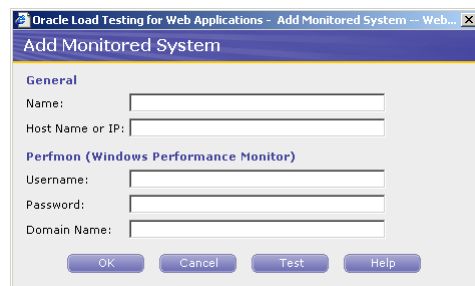 Oracle Load Testing for Web Applications - Add Monitored System -- Web...
Add Monitored System
General
Name:
Host Name or IP:
Perfmon (Windows Performance Monitor)
Username:
Password:
Domain Name:
OK Cancel Test Help